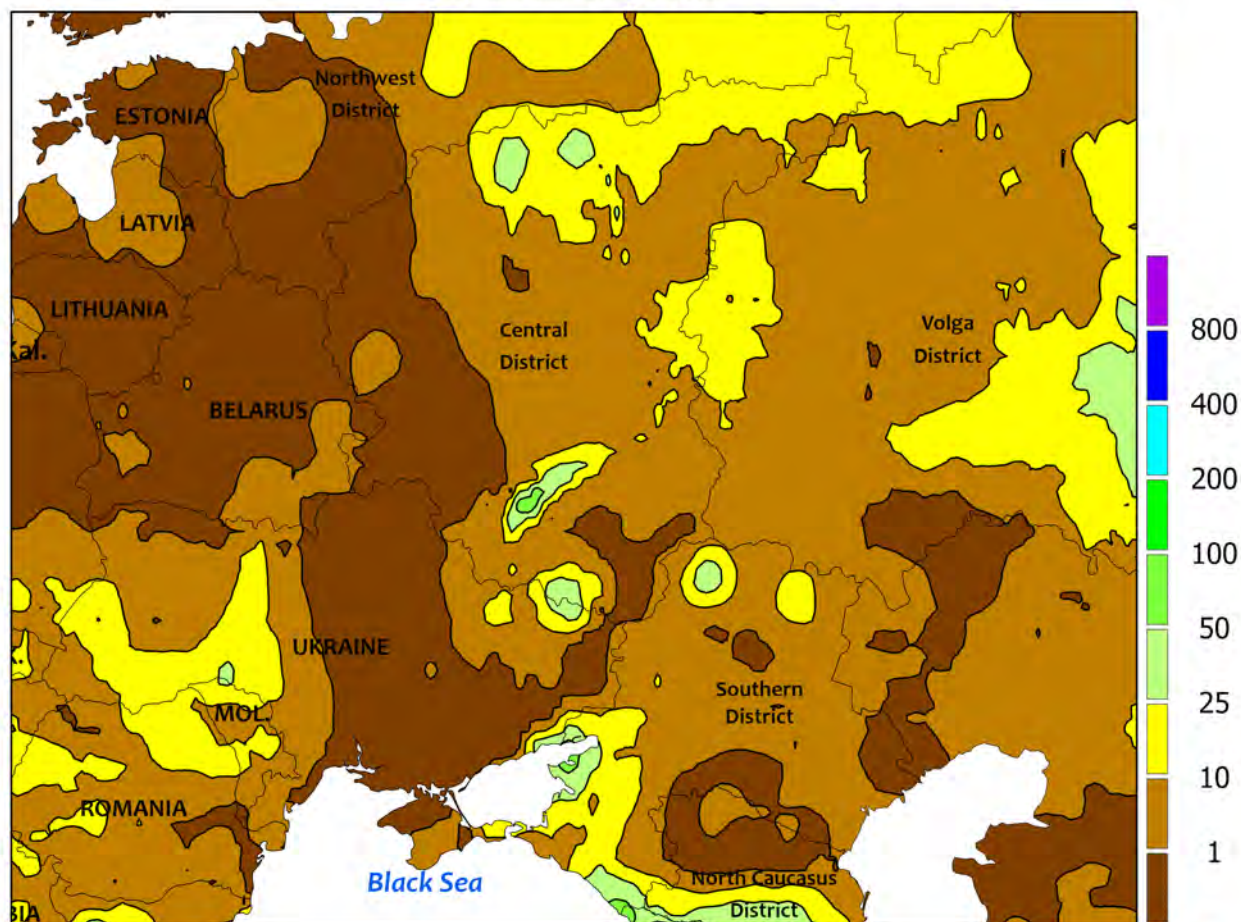 Northwest
District
ESTONIA
LATVIA
LITHUANIA
Kal.
Central
District
Volga
District
BELARUS
UKRAINE
MOL.
Southern
District
ROMANIA
Black Sea
North Caucasus
District
800
400
200
100
50
25
10
1